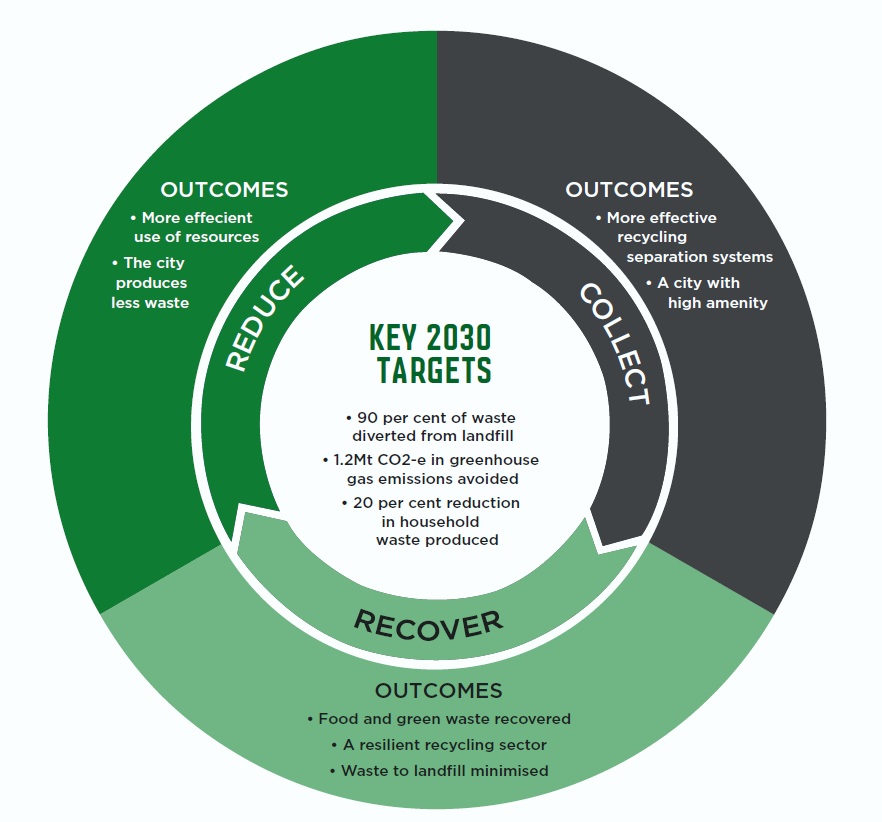 OUTCOMES
• More effecient
use of resources
• The city
produces
less waste
REDUCE
OUTCOMES
• More effective
recycling
separation systems
• A city with
high amenity
COLLECT
KEY 2030
TARGETS
• 90 per cent of waste
diverted from landfill
• 1.2Mt CO2-e in greenhouse
gas emissions avoided
• 20 per cent reduction
in household
waste produced
RECOVER
OUTCOMES
• Food and green waste recovered
• A resilient recycling sector
• Waste to landfill minimised